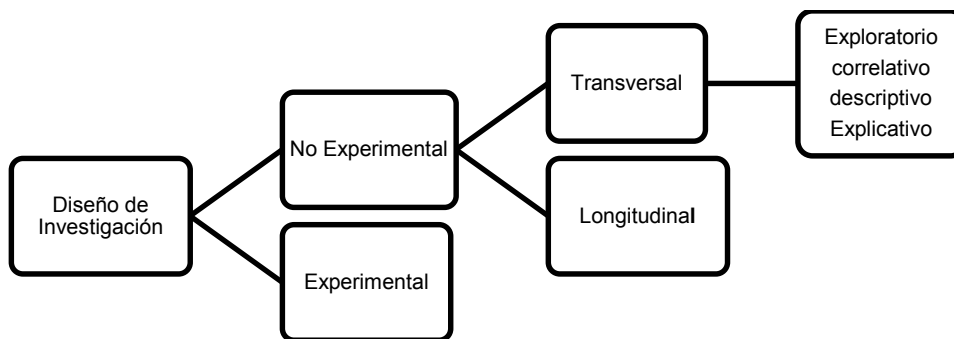 Diseño de
Investigación
No Experimental
Experimental
Transversal
Longitudinal
Exploratorio
correlativo
descriptivo
Explicativo